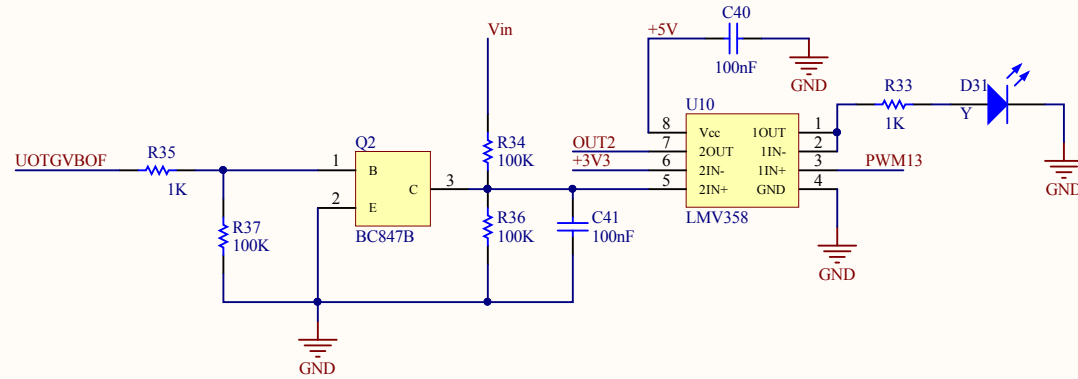 Vin
+5V
C40
100nF
GND
UOTGVBOF
R35
1K
R37
100K
Q2
1
B
2
E
C
3
BC847B
R34
100K
R36
100K
C41
100nF
GND
OUT2
+3V3
U10
8
Vcc
1OUT
1
7
2OUT
1IN-
2
6
2IN-
1IN+
3
5
2IN+
GND
4
LMV358
PWM13
GND
R33
1K
D31
Y
GND